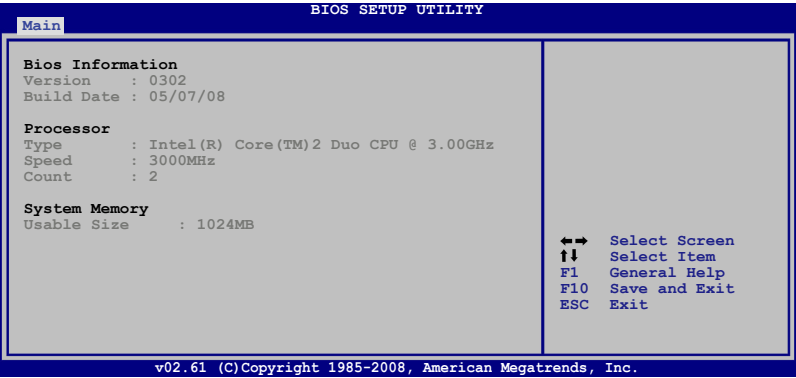 BIOS SETUP UTILITY
Main
Bios Information
Version : 0302
Build Date : 05/07/08
Processor
Type : Intel(R) Core(TM)2 Duo CPU @ 3.00GHz
Speed : 3000MHz
Count : 2
System Memory
Usable Size : 1024MB
←→ Select Screen
↑↓ Select Item
F1 General Help
F10 Save and Exit
ESC Exit
v02.61 (C)Copyright 1985-2008, American Megatrends, Inc.